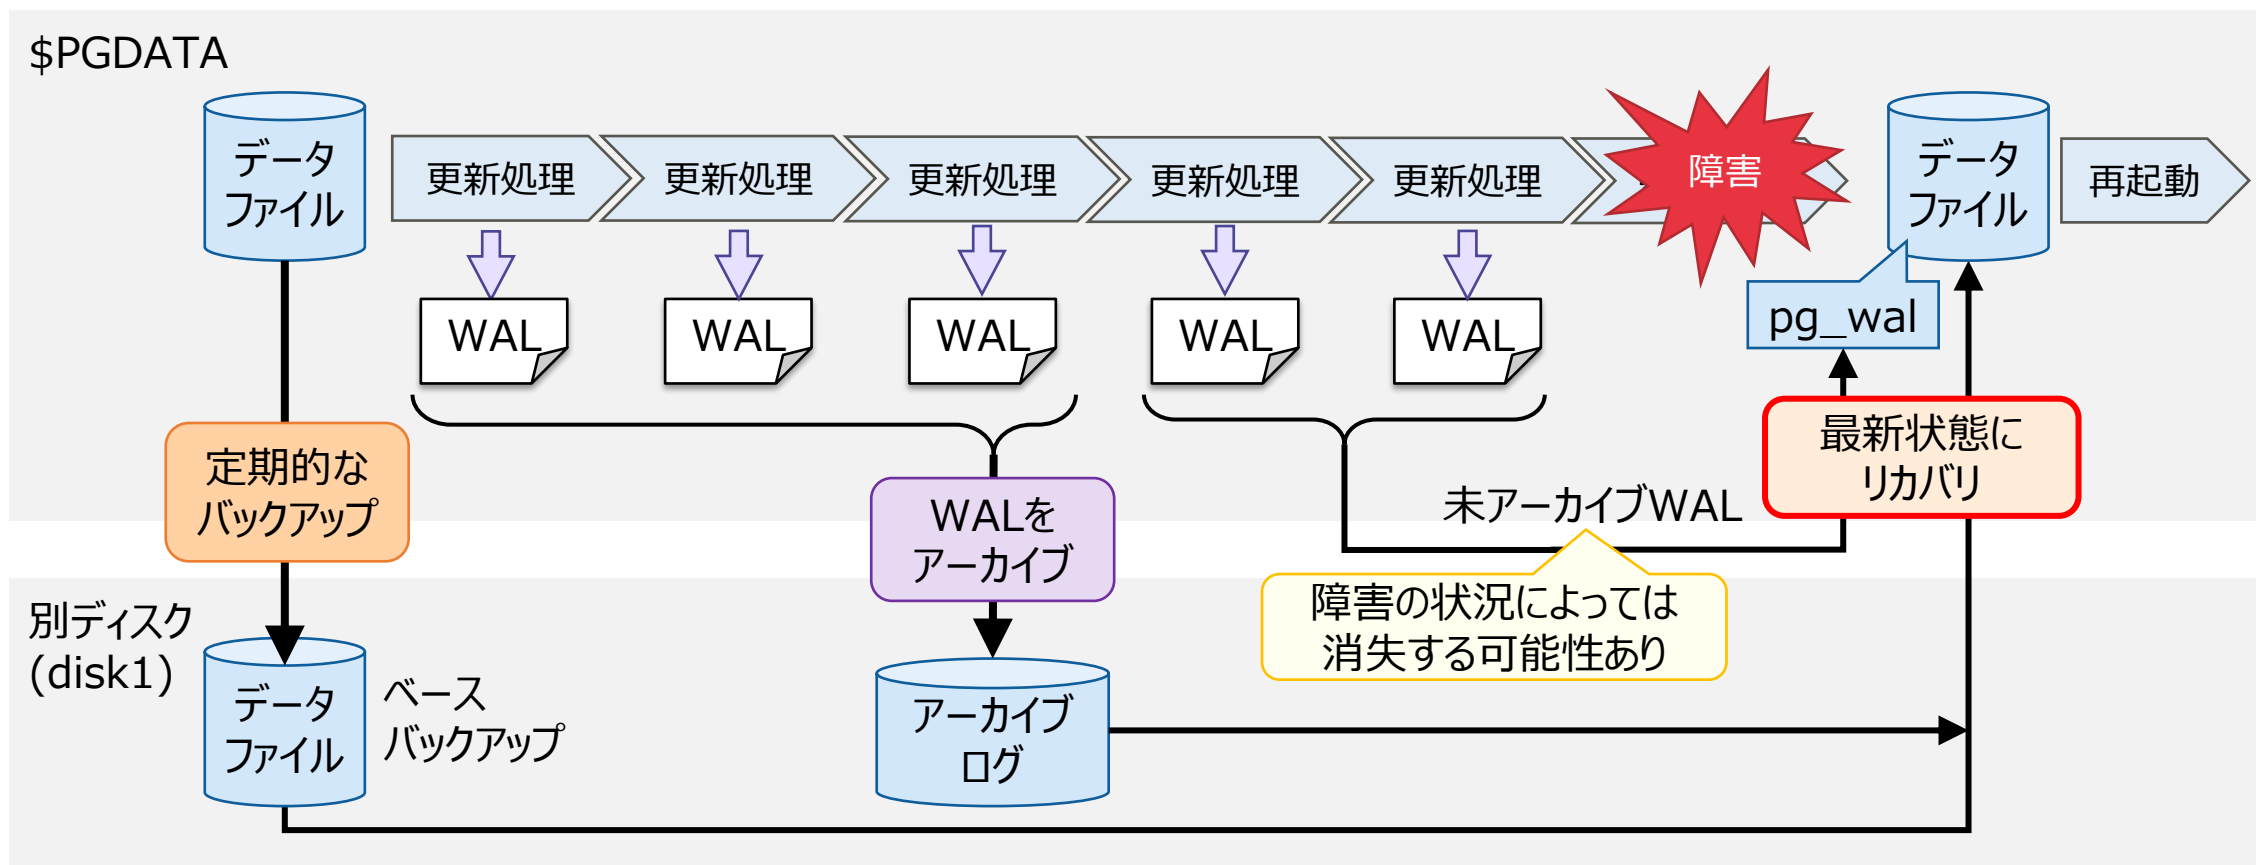 $PGDATA
データ
ファイル
更新処理
更新処理
更新処理
更新処理
更新処理
障害
データ
ファイル
再起動
WAL
WAL
WAL
WAL
WAL
pg_wal
定期的な
バックアップ
WALを
アーカイブ
未アーカイブWAL
最新状態に
リカバリ
障害の状況によっては
消失する可能性あり
別ディスク
(disk1)
データ
ファイル
ベース
バックアップ
アーカイブ
ログ